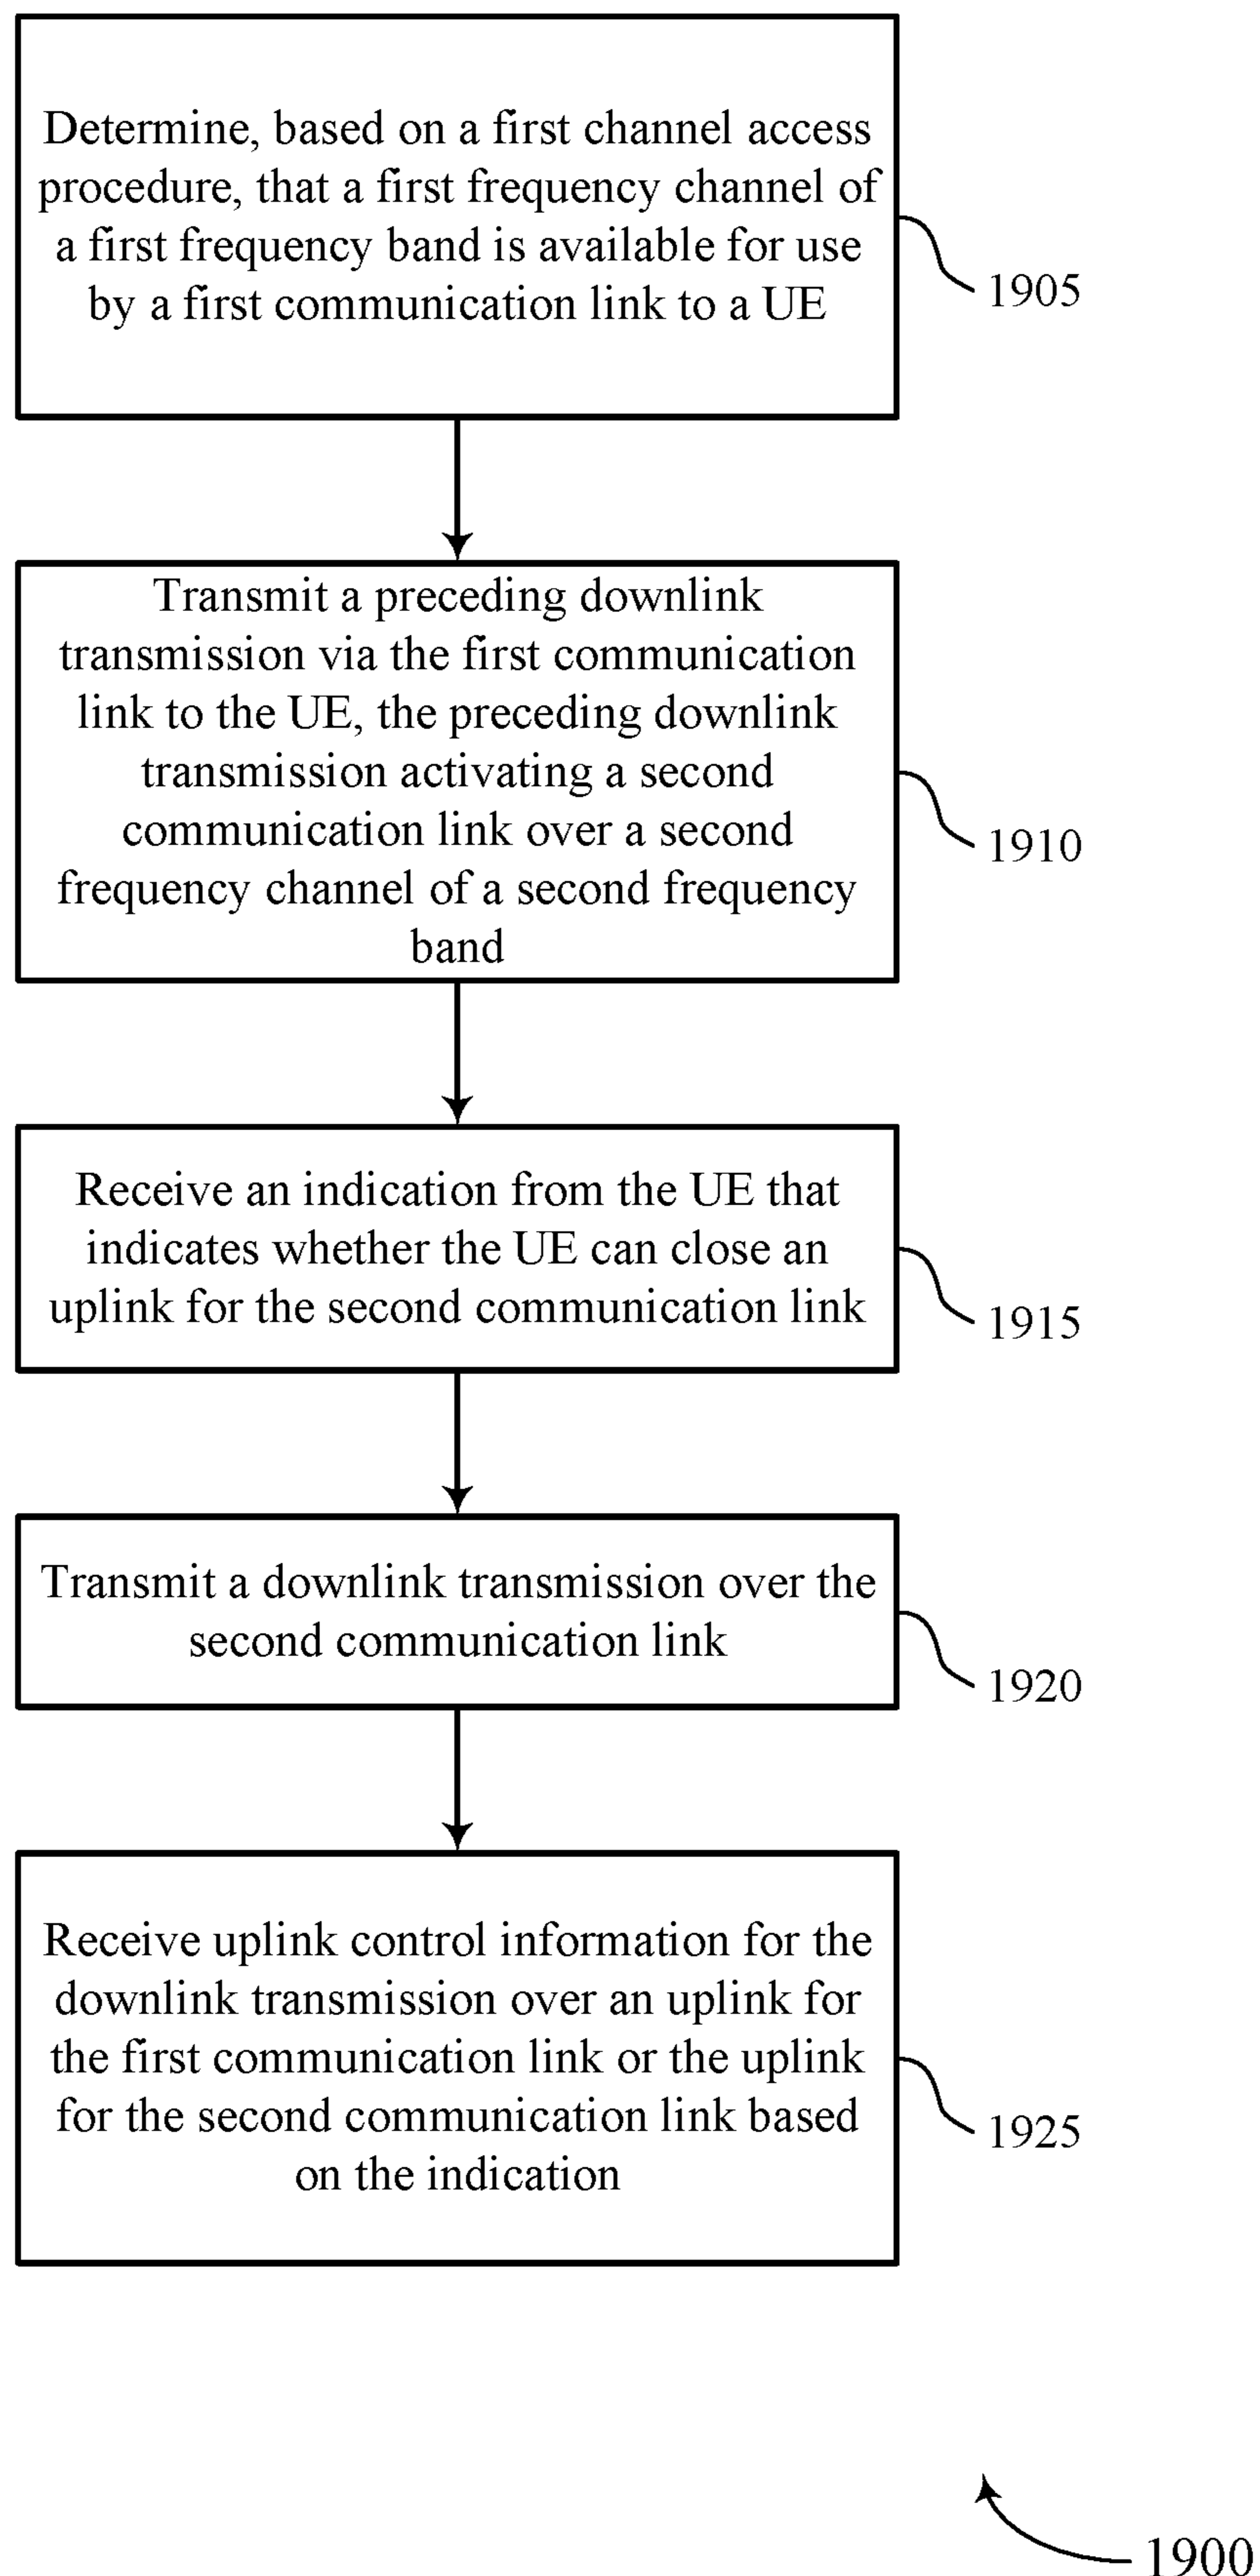 Determine, based on a first channel access
procedure, that a first frequency channel of
a first frequency band is available for use
by a first communication link to a UE
1905
Transmit a preceding downlink
transmission via the first communication
link to the UE, the preceding downlink
transmission activating a second
communication link over a second
frequency channel of a second frequency
band
1910
Receive an indication from the UE that
indicates whether the UE can close an
uplink for the second communication link
1915
Transmit a downlink transmission over the
second communication link
1920
Receive uplink control information for the
downlink transmission over an uplink for
the first communication link or the uplink
for the second communication link based
on the indication
1925
1900